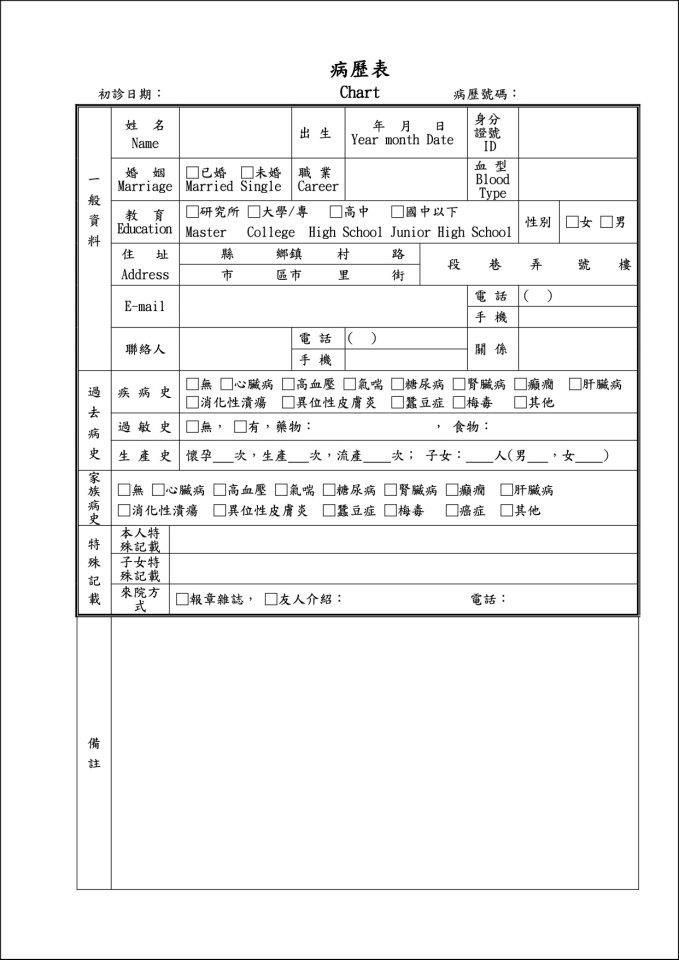 病歷表
初診日期： Chart 病歷號碼：
一般資料
姓 名 出 生 年 月 日 身分證號
Name Year month Date ID
婚 姻 □已婚 □未婚 職 業 血 型
Marriage Married Single Career Blood Type
教 育 □研究所 □大學/專 □高中 □國中以下 性別 □女 □男
Education Master College High School Junior High School
住 址 縣 鄉鎮 村 路 段 巷 弄 號 樓
Address 市 區市 里 街
E-mail 電 話 ( )
手 機
聯絡人 電 話 ( ) 關 係
手 機
過去病史
疾 病 史 □無 □心臟病 □高血壓 □氣喘 □糖尿病 □腎臟病 □癲癇 □肝臟病
□消化性潰瘍 □異位性皮膚炎 □蠶豆症 □梅毒 □其他
過 敏 史 □無， □有，藥物： ， 食物：
生 產 史 懷孕___次，生產___次，流產____次； 子女：____人(男___，女____)
家族病史
□無 □心臟病 □高血壓 □氣喘 □糖尿病 □腎臟病 □癲癇 □肝臟病
□消化性潰瘍 □異位性皮膚炎 □蠶豆症 □梅毒 □癌症 □其他
特殊記載
本人特
殊記載
子女特
殊記載
來院方
式 □報章雜誌， □友人介紹： 電話：
備註